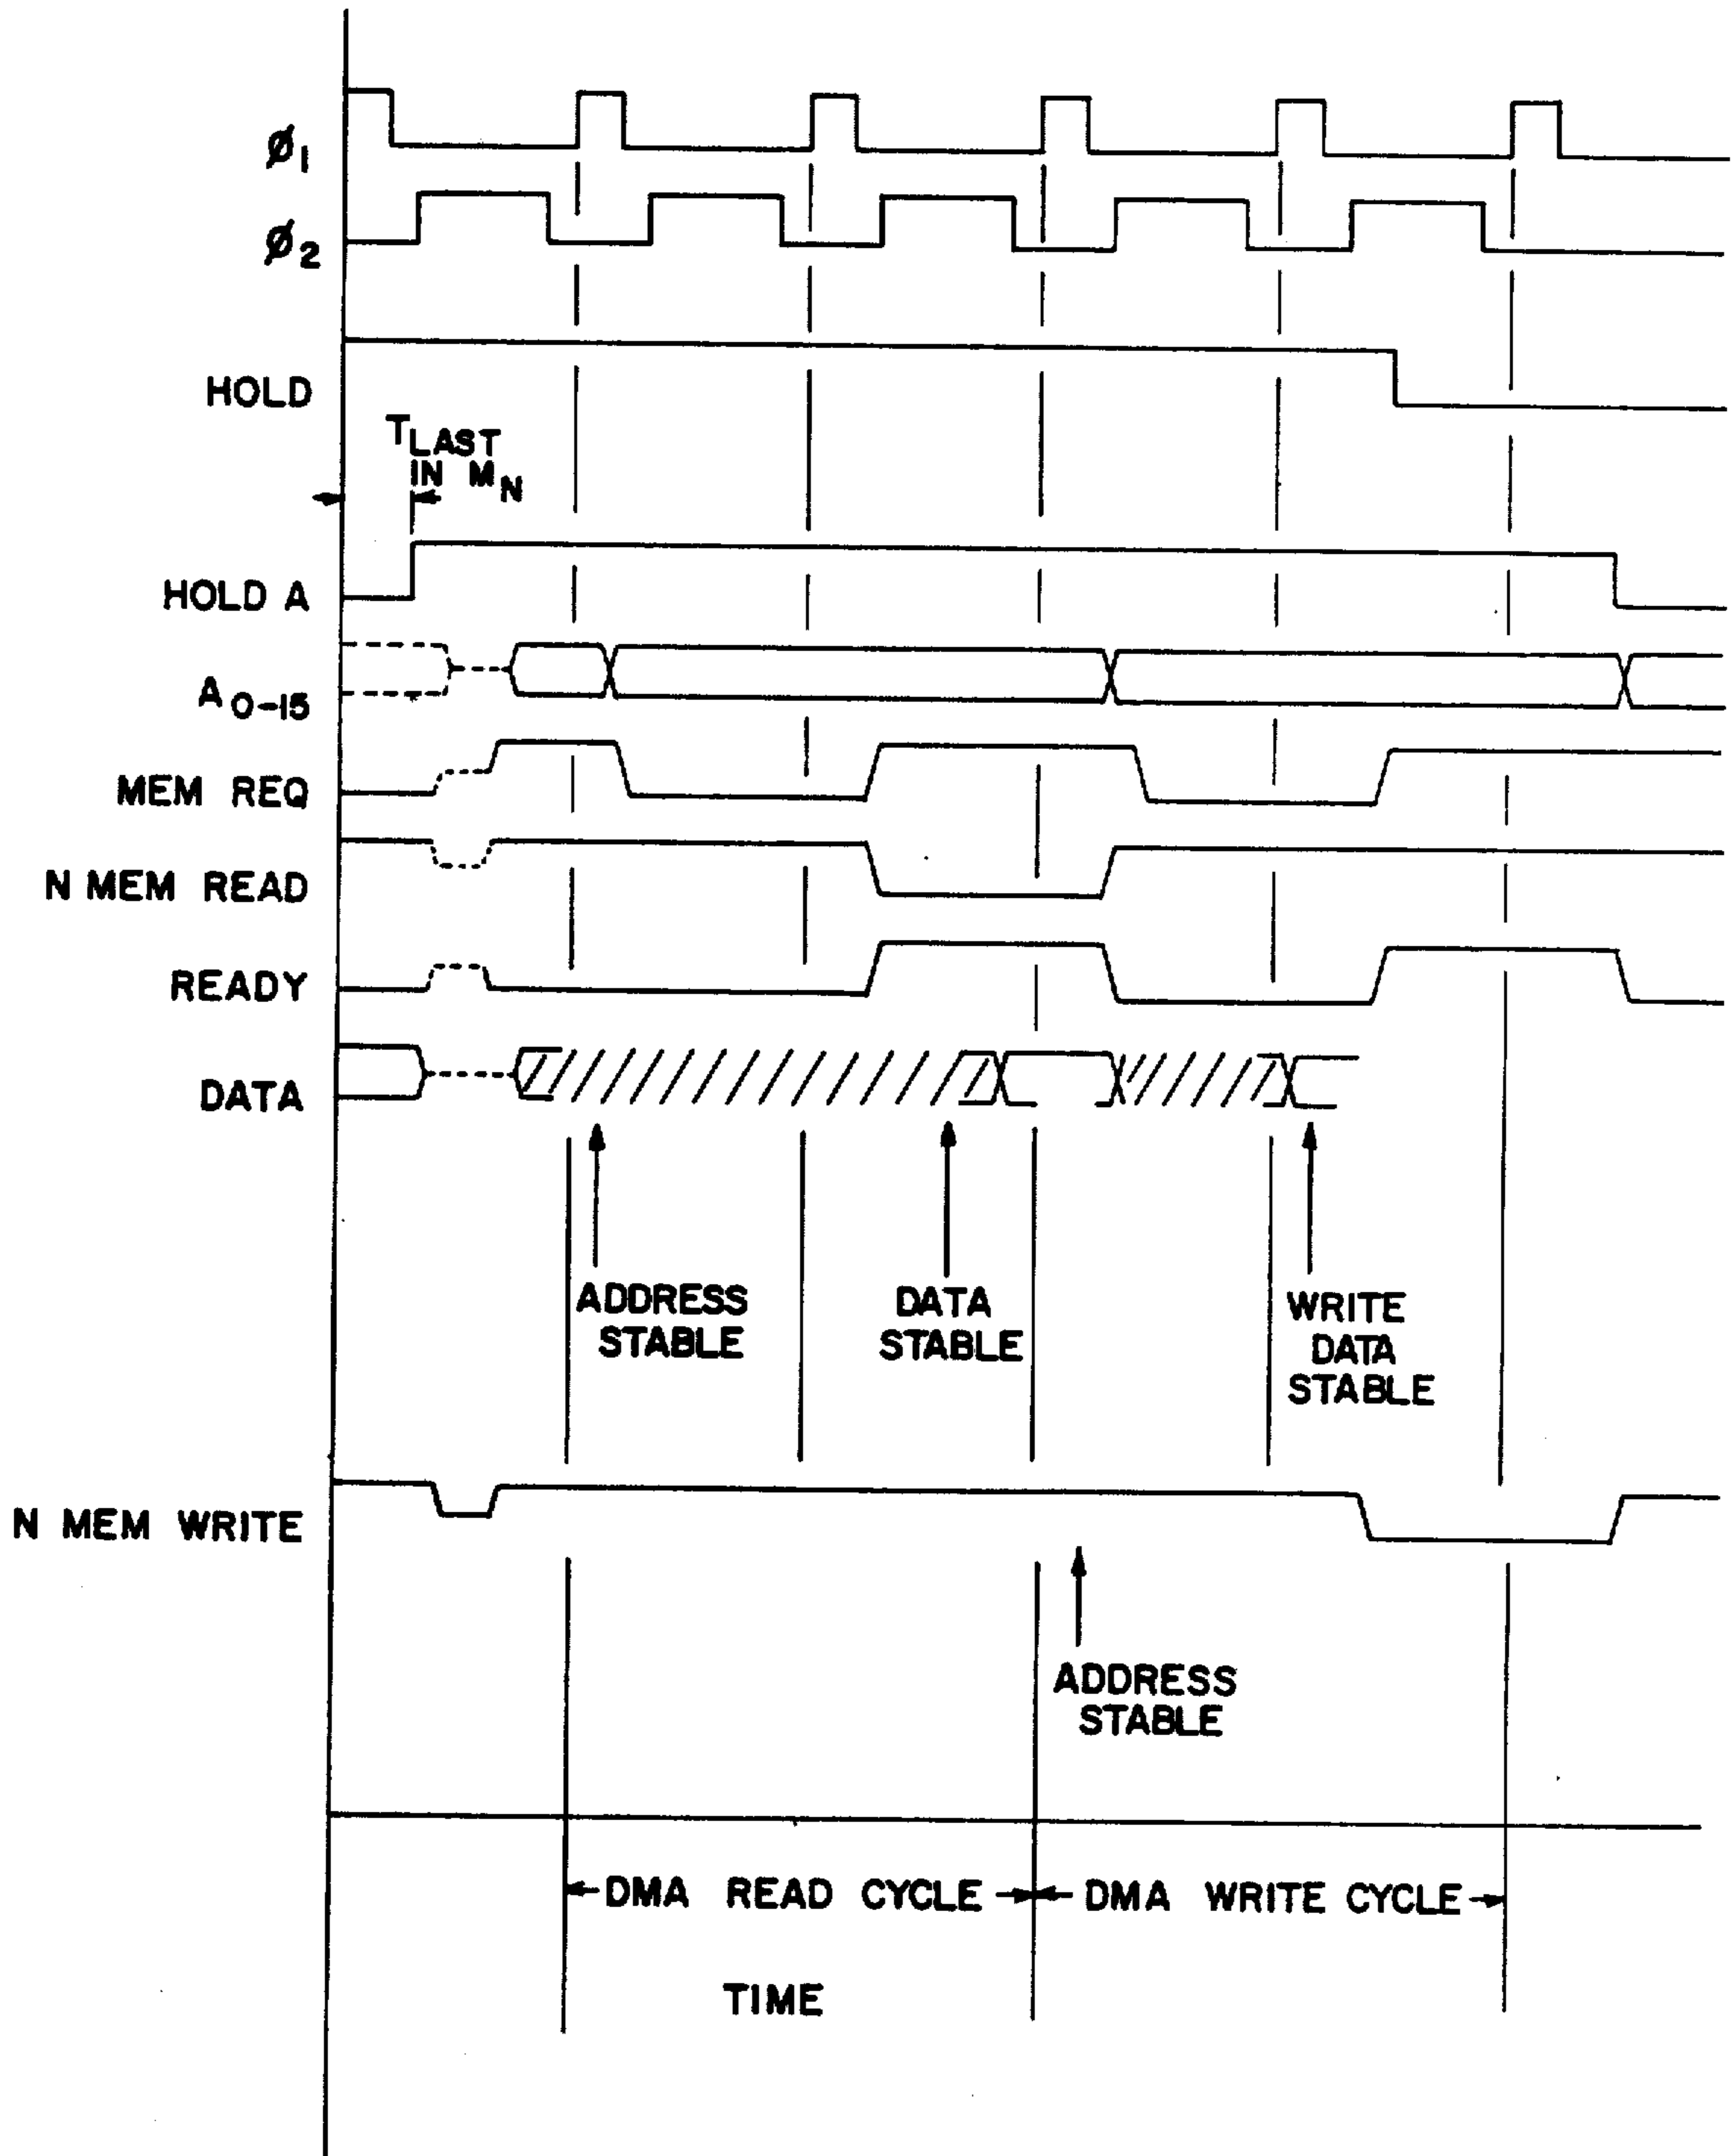 Ø1
Ø2
HOLD
TLAST
IN MN
HOLD A
A0-15
MEM REQ
N MEM READ
READY
DATA
ADDRESS
STABLE
DATA
STABLE
WRITE
DATA
STABLE
N MEM WRITE
ADDRESS
STABLE
DMA READ CYCLE
DMA WRITE CYCLE
TIME